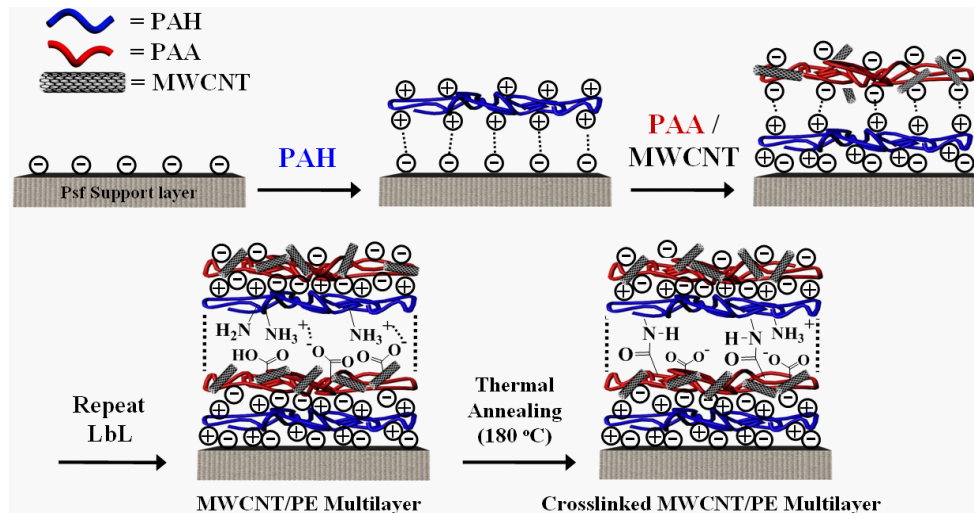 = PAH
= PAA
= MWCNT
Psf Support layer
PAH
PAA /
MWCNT
H₂N
NH₃⁺
NH₃⁺
HO
O
⁻O
O
O
O⁻
Repeat
LbL
MWCNT/PE Multilayer
Thermal
Annealing
(180 °C)
N-H
H-N
NH₃⁺
O
O
O⁻
O
⁻O
O
Crosslinked MWCNT/PE Multilayer